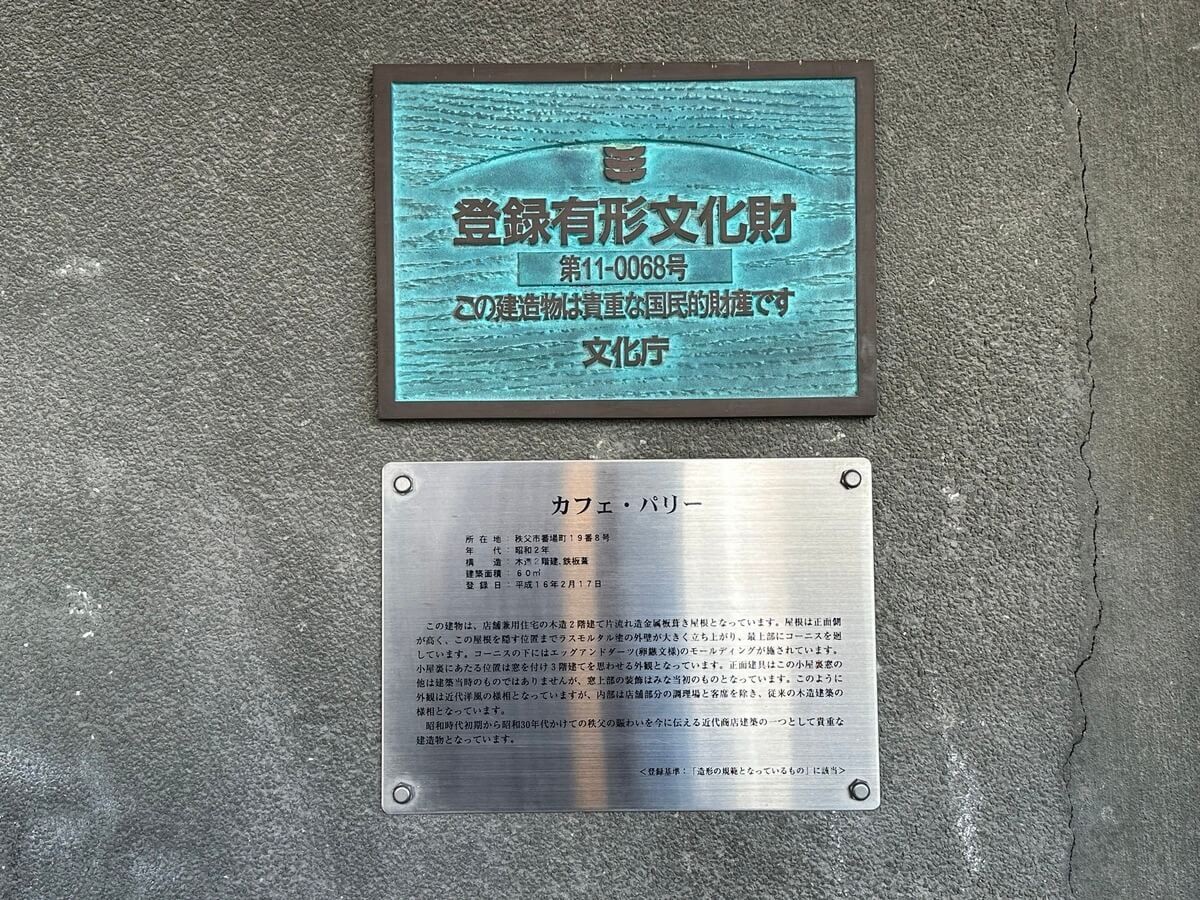 登録有形文化財
第11-0068号
この建造物は貴重な国民的財産です
文化庁
カフェ・パリー
所在地:秩父市番場町19番8号
年代:昭和2年
構造:木造2階建、鉄板葺
建築面積:60㎡
登録日:平成16年2月17日
この建物は、店舗兼用住宅の木造2階建て片流れ造金属板葺き屋根となっています。屋根は正面側
が高く、この屋根を隠す位置までラスモルタル塗の外壁が大きく立ち上がり、最上部にコーニスを廻
しています。コーニスの下にはエッグアンドダーツ(卵鏃文様)のモールディングが施されています。
小屋裏にあたる位置は窓を付け3階建てを思わせる外観となっています。正面建具はこの小屋裏窓の
他は建築当時のものではありませんが、窓上部の装飾はみな当初のものとなっています。このように
外観は近代洋風の様相となっていますが、内部は店舗部分の調理場と客席を除き、従来の木造建築の
様相となっています。
昭和時代初期から昭和30年代かけての秩父の賑わいを今に伝える近代商店建築の一つとして貴重な
建造物となっています。
<登録基準:「造形の規範となっているもの」に該当>